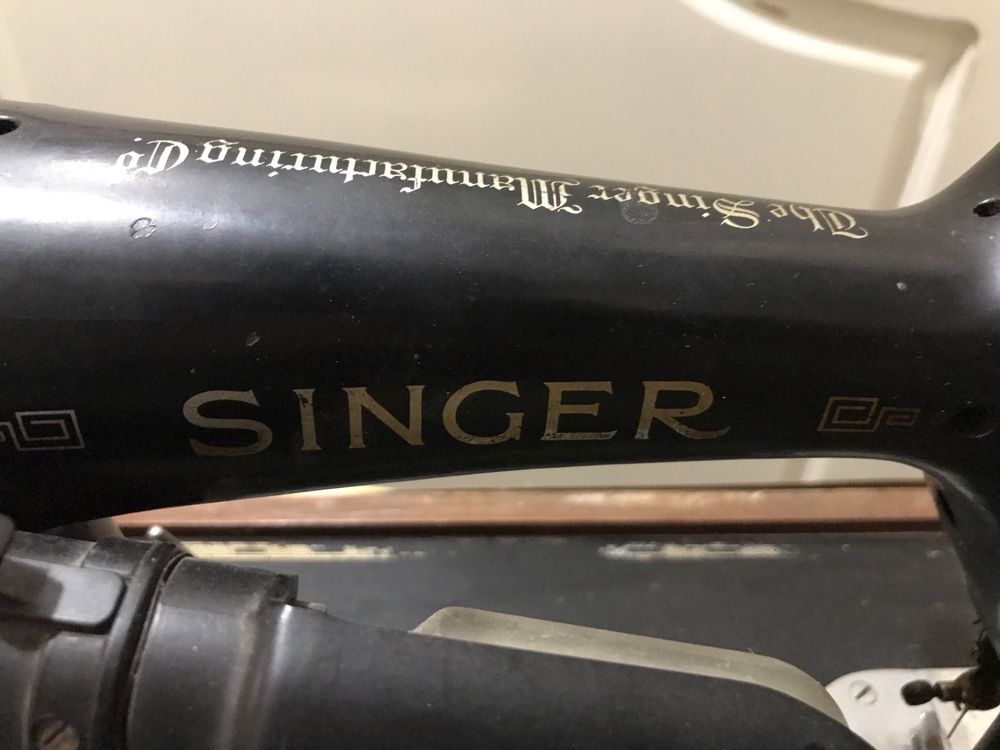 The Singer Manufacturing Co.
SINGER